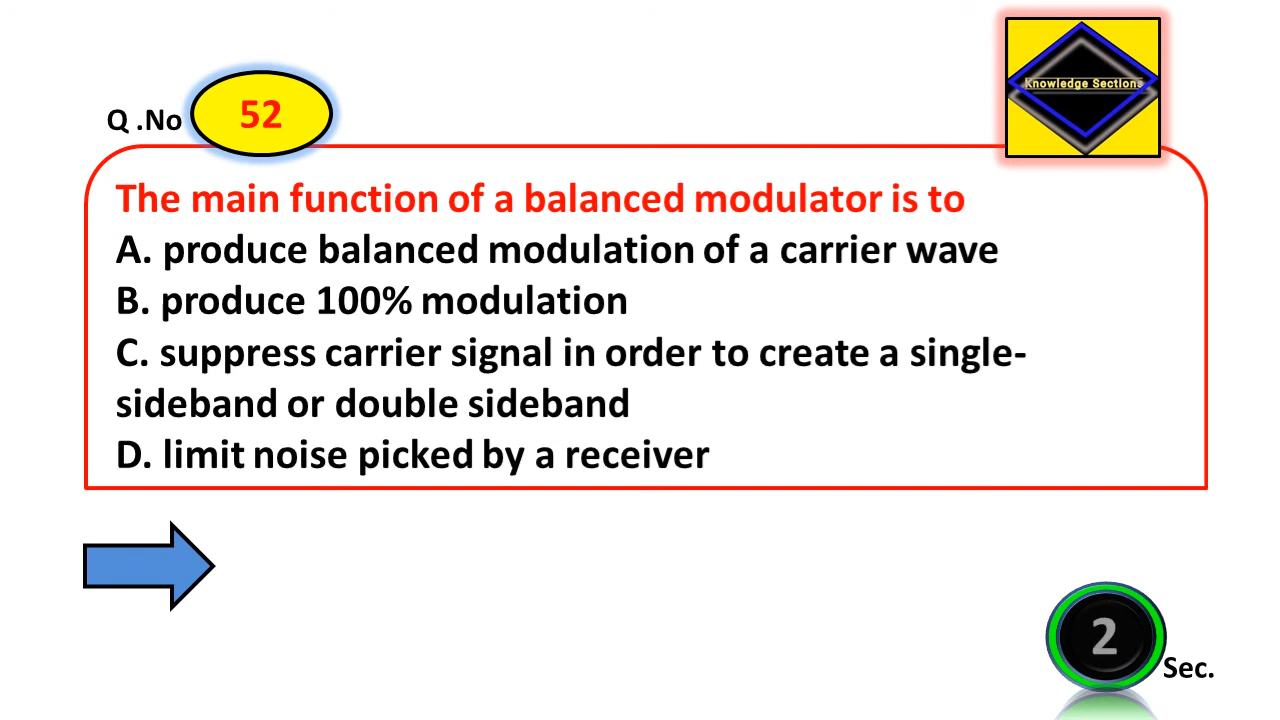 Knowledge Sections
Q .No 52
The main function of a balanced modulator is to
A. produce balanced modulation of a carrier wave
B. produce 100% modulation
C. suppress carrier signal in order to create a single-
sideband or double sideband
D. limit noise picked by a receiver
2
Sec.